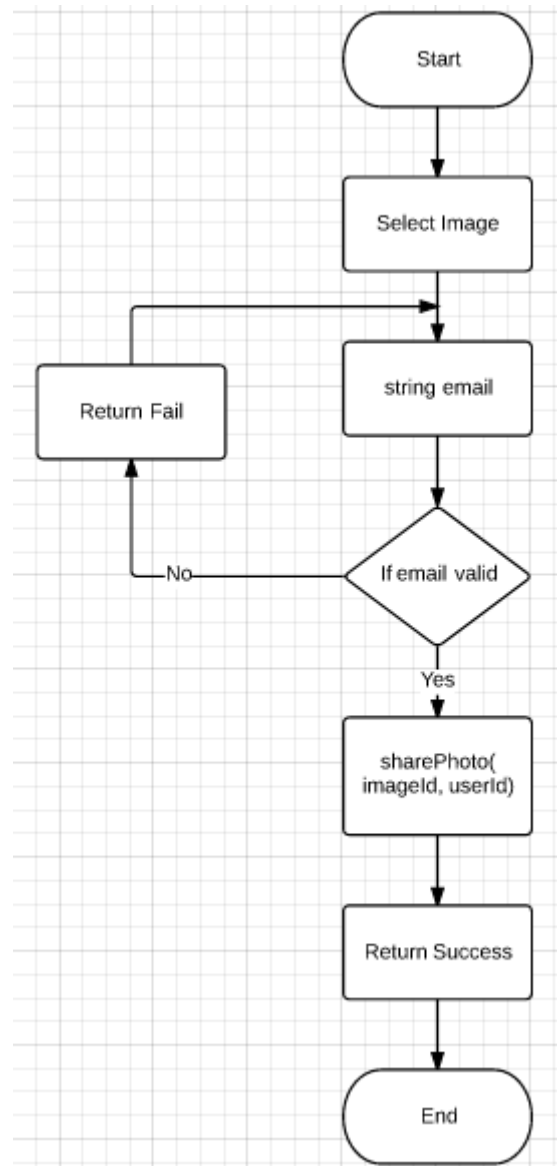 Start
Select Image
string email
Return Fail
If email valid
No
Yes
sharePhoto(
imageId, userId)
Return Success
End